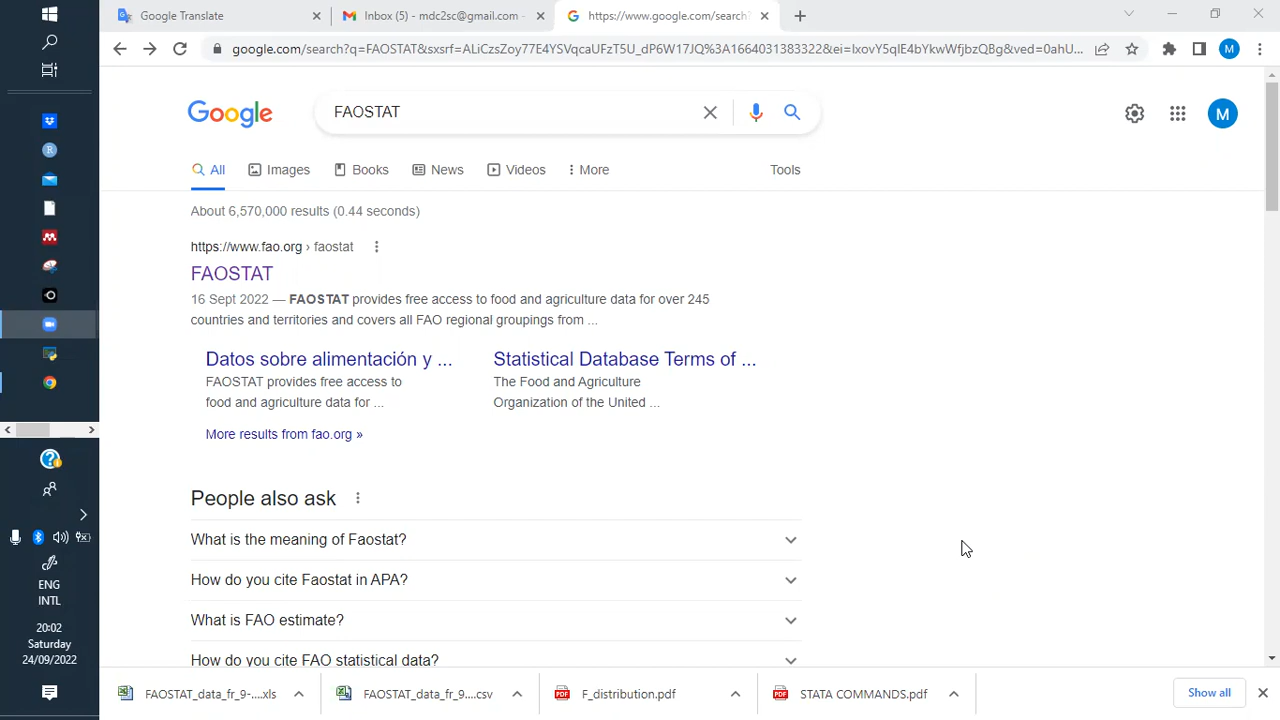 Google Translate
Inbox (5) - mdc2sc@gmail.com -
https://www.google.com/search?
google.com/search?q=FAOSTAT&sxsrf=ALiCzsZoy77E4YSVqcaUFzT5U_dP6W17JQ%3A1664031383322&ei=lxovY5qlE4bYkwWfjbzQBg&ved=0ahU...
M
Google
FAOSTAT
M
All
Images
Books
News
Videos
More
Tools
About 6,570,000 results (0.44 seconds)
https://www.fao.org › faostat
FAOSTAT
16 Sept 2022 — FAOSTAT provides free access to food and agriculture data for over 245
countries and territories and covers all FAO regional groupings from ...
Datos sobre alimentación y ...
FAOSTAT provides free access to
food and agriculture data for ...
Statistical Database Terms of ...
The Food and Agriculture
Organization of the United ...
More results from fao.org »
People also ask
What is the meaning of Faostat?
How do you cite Faostat in APA?
What is FAO estimate?
How do you cite FAO statistical data?
ENG
INTL
20:02
Saturday
24/09/2022
FAOSTAT_data_fr_9-....xls
FAOSTAT_data_fr_9....csv
F_distribution.pdf
STATA COMMANDS.pdf
Show all